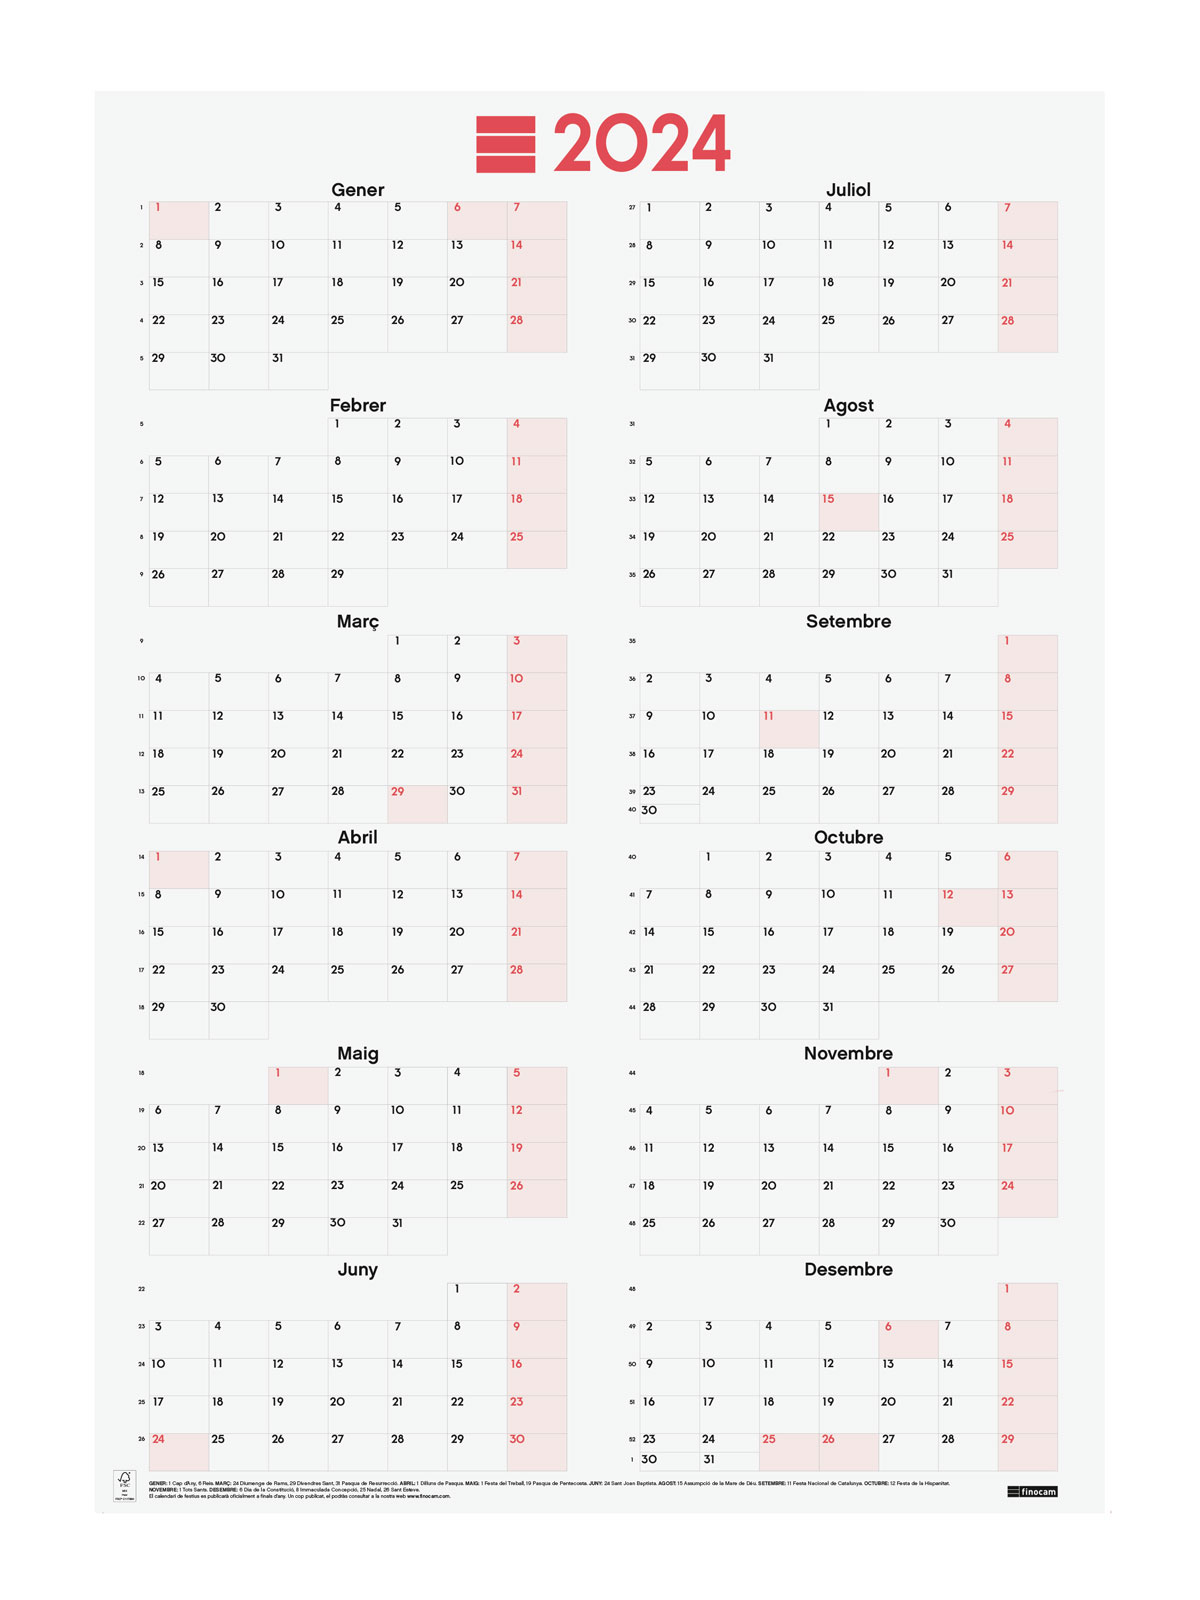 2024
Gener
1 1 2 3 4 5 6 7
2 8 9 10 11 12 13 14
3 15 16 17 18 19 20 21
4 22 23 24 25 26 27 28
5 29 30 31
Febrer
5 1 2 3 4
6 5 6 7 8 9 10 11
7 12 13 14 15 16 17 18
8 19 20 21 22 23 24 25
9 26 27 28 29
Març
9 1 2 3
10 4 5 6 7 8 9 10
11 11 12 13 14 15 16 17
12 18 19 20 21 22 23 24
13 25 26 27 28 29 30 31
Abril
14 1 2 3 4 5 6 7
15 8 9 10 11 12 13 14
16 15 16 17 18 19 20 21
17 22 23 24 25 26 27 28
18 29 30
Maig
18 1 2 3 4 5
19 6 7 8 9 10 11 12
20 13 14 15 16 17 18 19
21 20 21 22 23 24 25 26
22 27 28 29 30 31
Juny
22 1 2
23 3 4 5 6 7 8 9
24 10 11 12 13 14 15 16
25 17 18 19 20 21 22 23
26 24 25 26 27 28 29 30
Juliol
27 1 2 3 4 5 6 7
28 8 9 10 11 12 13 14
29 15 16 17 18 19 20 21
30 22 23 24 25 26 27 28
31 29 30 31
Agost
31 1 2 3 4
32 5 6 7 8 9 10 11
33 12 13 14 15 16 17 18
34 19 20 21 22 23 24 25
35 26 27 28 29 30 31
Setembre
35 1
36 2 3 4 5 6 7 8
37 9 10 11 12 13 14 15
38 16 17 18 19 20 21 22
39 23 24 25 26 27 28 29
40 30
Octubre
40 1 2 3 4 5 6
41 7 8 9 10 11 12 13
42 14 15 16 17 18 19 20
43 21 22 23 24 25 26 27
44 28 29 30 31
Novembre
44 1 2 3
45 4 5 6 7 8 9 10
46 11 12 13 14 15 16 17
47 18 19 20 21 22 23 24
48 25 26 27 28 29 30
Desembre
48 1
49 2 3 4 5 6 7 8
50 9 10 11 12 13 14 15
51 16 17 18 19 20 21 22
52 23 24 25 26 27 28 29
1 30 31
FSC
GENER: 1 Cap d'Any, 6 Reis. MARÇ: 24 Diumenge de Rams, 29 Divendres Sant, 31 Pasqua de Resurrecció. ABRIL: 1 Dilluns de Pasqua. MAIG: 1 Festa del Treball, 19 Pasqua de Pentecosta. JUNY: 24 Sant Joan Baptista. AGOST: 15 Assumpció de la Mare de Déu. SETEMBRE: 11 Festa Nacional de Catalunya. OCTUBRE: 12 Festa de la Hispanitat.
NOVEMBRE: 1 Tots Sants. DESEMBRE: 6 Dia de la Constitució, 8 Immaculada Concepció, 25 Nadal, 26 Sant Esteve.
El calendari de festius es publicarà oficialment a finals d'any. Un cop publicat, el podràs consultar a la nostra web www.finocam.com.
finocam